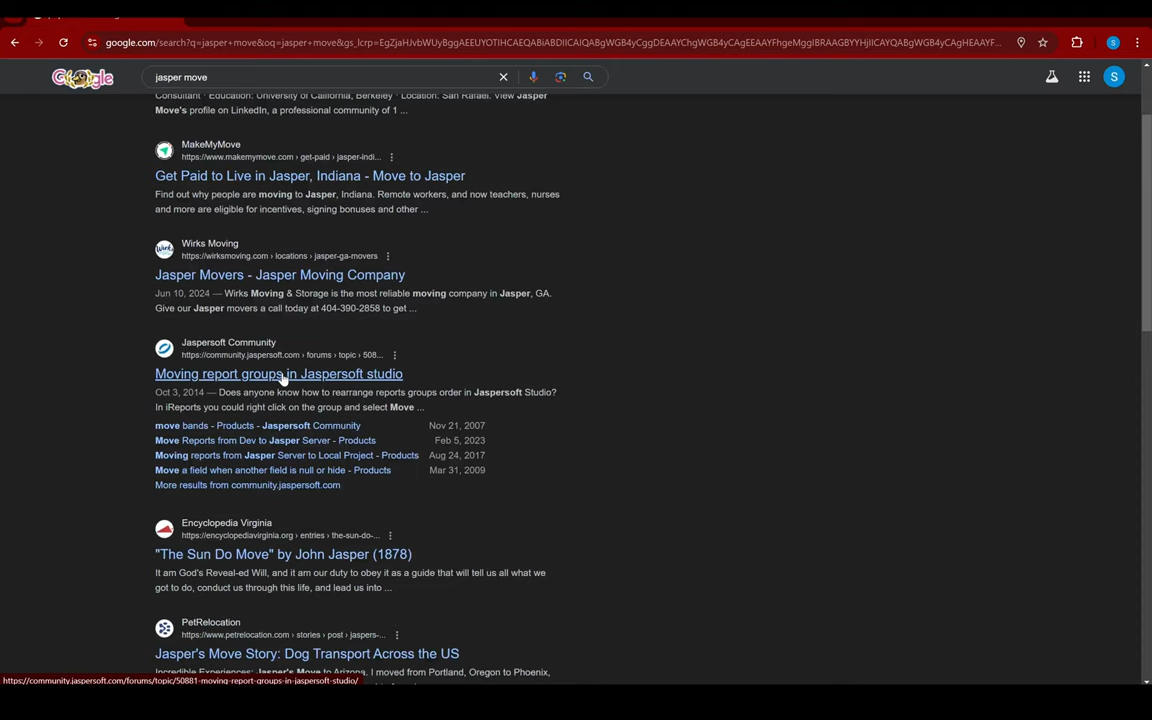 google.com/search?q=jasper+move&oq=jasper+move&gs_lcrp=EgZjaHJvbWUyBggAEEUYOTIHCAEQABiABDIICAIQABgWGB4yCggDEAAYChgWGB4yCAgEEAAYFhgeMggIBRAAGBYYHjIICAYQABgWGB4yCAgHEAAYF...
S
Google
jasper move
S
Consultant · Education: University of California, Berkeley · Location: San Rafael. View Jasper
Move's profile on LinkedIn, a professional community of 1 ...
MakeMyMove
https://www.makemymove.com › get-paid › jasper-indi...
Get Paid to Live in Jasper, Indiana - Move to Jasper
Find out why people are moving to Jasper, Indiana. Remote workers, and now teachers, nurses
and more are eligible for incentives, signing bonuses and other ...
Wirks Moving
https://wirksmoving.com › locations › jasper-ga-movers
Jasper Movers - Jasper Moving Company
Jun 10, 2024 — Wirks Moving & Storage is the most reliable moving company in Jasper, GA.
Give our Jasper movers a call today at 404-390-2858 to get ...
Jaspersoft Community
https://community.jaspersoft.com › forums › topic › 508...
Moving report groups in Jaspersoft studio
Oct 3, 2014 — Does anyone know how to rearrange reports groups order in Jaspersoft Studio?
In iReports you could right click on the group and select Move ...
move bands - Products - Jaspersoft Community Nov 21, 2007
Move Reports from Dev to Jasper Server - Products Feb 5, 2023
Moving reports from Jasper Server to Local Project - Products Aug 24, 2017
Move a field when another field is null or hide - Products Mar 31, 2009
More results from community.jaspersoft.com
Encyclopedia Virginia
https://encyclopediavirginia.org › entries › the-sun-do-...
"The Sun Do Move" by John Jasper (1878)
It am God's Reveal-ed Will, and it am our duty to obey it as a guide that will tell us all what we
got to do, conduct us through this life, and lead us into ...
PetRelocation
https://www.petrelocation.com › stories › post › jaspers-...
Jasper's Move Story: Dog Transport Across the US
Incredible Experiences: Jasper's Move to Arizona. I moved from Portland, Oregon to Phoenix,
https://community.jaspersoft.com/forums/topic/50881-moving-report-groups-in-jaspersoft-studio/